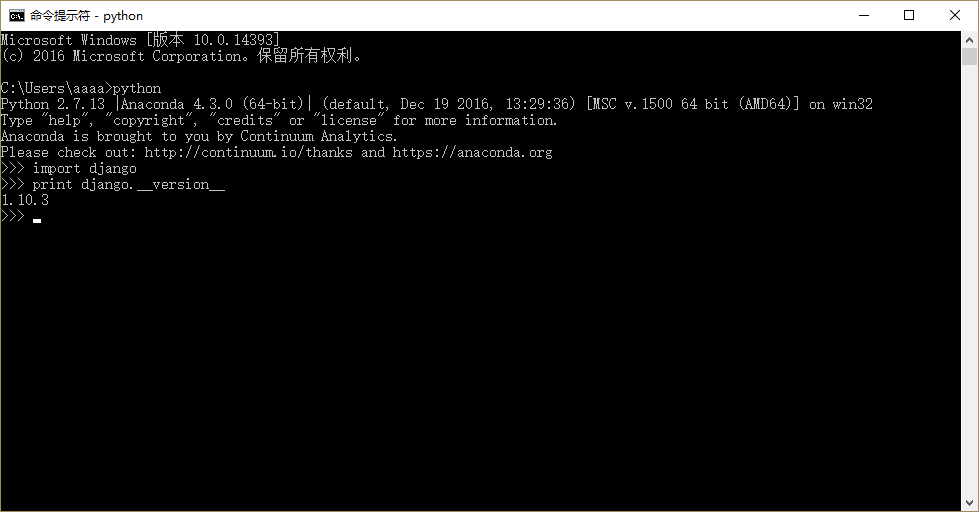 命令提示符 - python
Microsoft Windows [版本 10.0.14393]
(c) 2016 Microsoft Corporation。保留所有权利。
C:\Users\aaaa>python
Python 2.7.13 |Anaconda 4.3.0 (64-bit)| (default, Dec 19 2016, 13:29:36) [MSC v.1500 64 bit (AMD64)] on win32
Type "help", "copyright", "credits" or "license" for more information.
Anaconda is brought to you by Continuum Analytics.
Please check out: http://continuum.io/thanks and https://anaconda.org
>>> import django
>>> print django.__version__
1.10.3
>>>